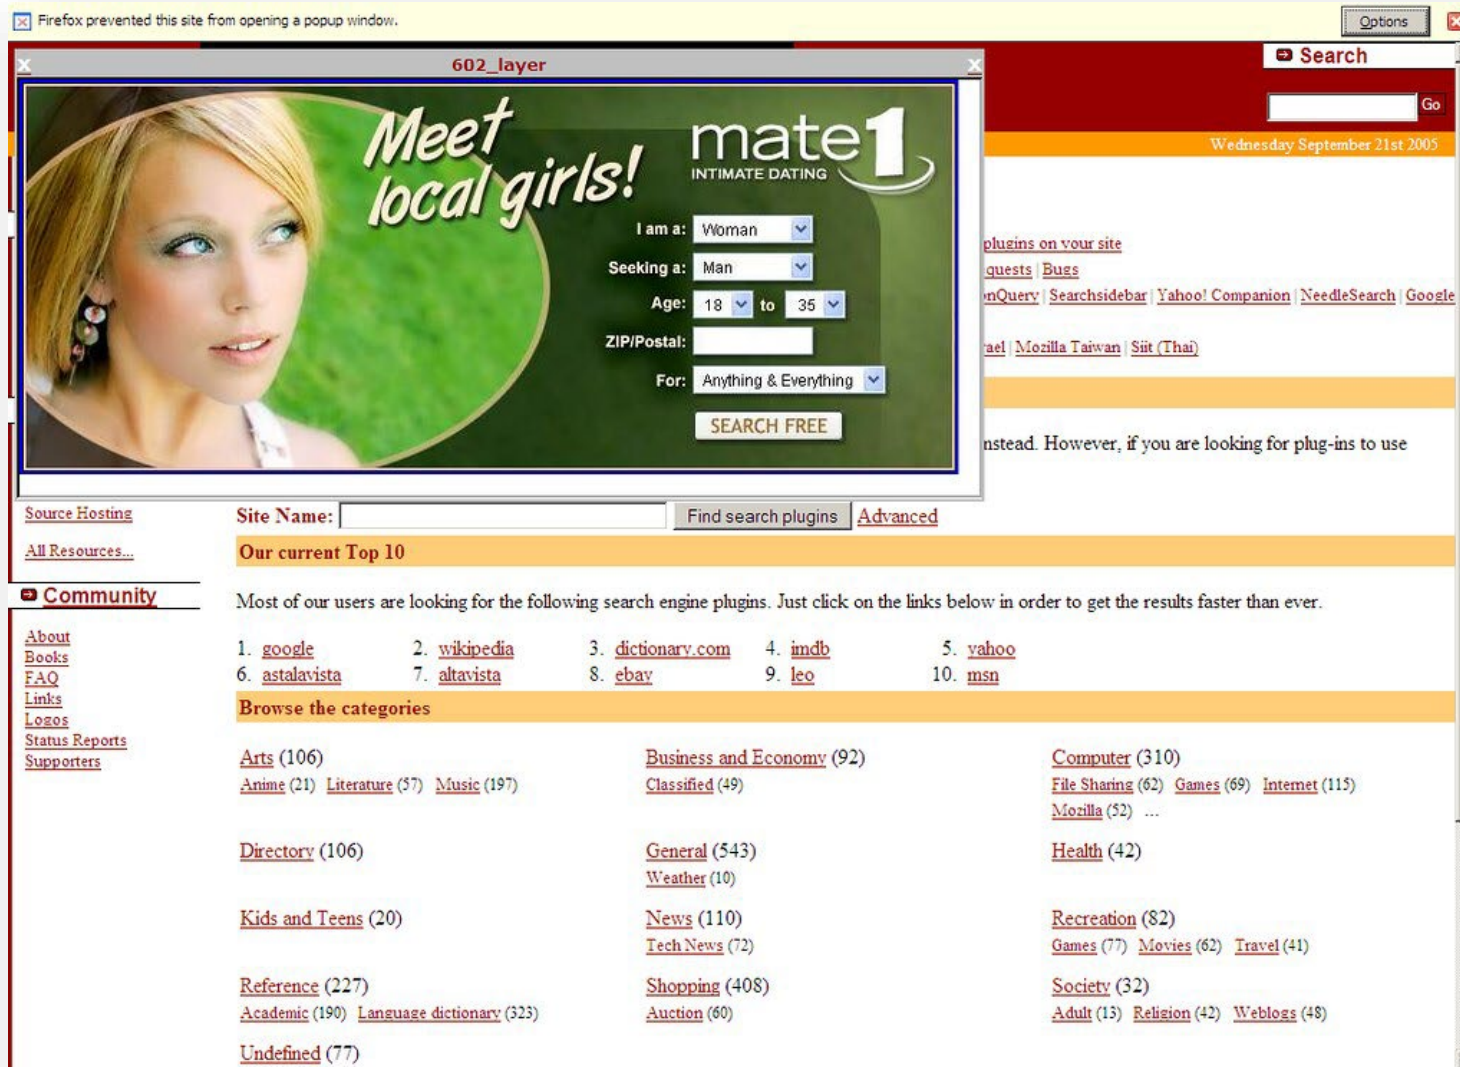 Firefox prevented this site from opening a popup window.
Options
602_layer
Search
Go
Wednesday September 21st 2005
Meet
local girls!
mate1
INTIMATE DATING
I am a: Woman
Seeking a: Man
Age: 18 to 35
ZIP/Postal:
For: Anything & Everything
SEARCH FREE
plugins on your site
quests | Bugs
onQuery | Searchsidebar | Yahoo! Companion | NeedleSearch | Google
rael | Mozilla Taiwan | Siit (Thai)
nstead. However, if you are looking for plug-ins to use
Source Hosting
All Resources...
Site Name: Find search plugins Advanced
Our current Top 10
Community
About
Books
FAQ
Links
Logos
Status Reports
Supporters
Most of our users are looking for the following search engine plugins. Just click on the links below in order to get the results faster than ever.
1. google 2. wikipedia 3. dictionary.com 4. imdb 5. yahoo
6. astalavista 7. altavista 8. ebay 9. leo 10. msn
Browse the categories
Arts (106) Business and Economy (92) Computer (310)
Anime (21) Literature (57) Music (197) Classified (49) File Sharing (62) Games (69) Internet (115)
Mozilla (52) ...
Directory (106) General (543) Health (42)
Weather (10)
Kids and Teens (20) News (110) Recreation (82)
Tech News (72) Games (77) Movies (62) Travel (41)
Reference (227) Shopping (408) Society (32)
Academic (190) Language dictionary (323) Auction (60) Adult (13) Religion (42) Weblogs (48)
Undefined (77)